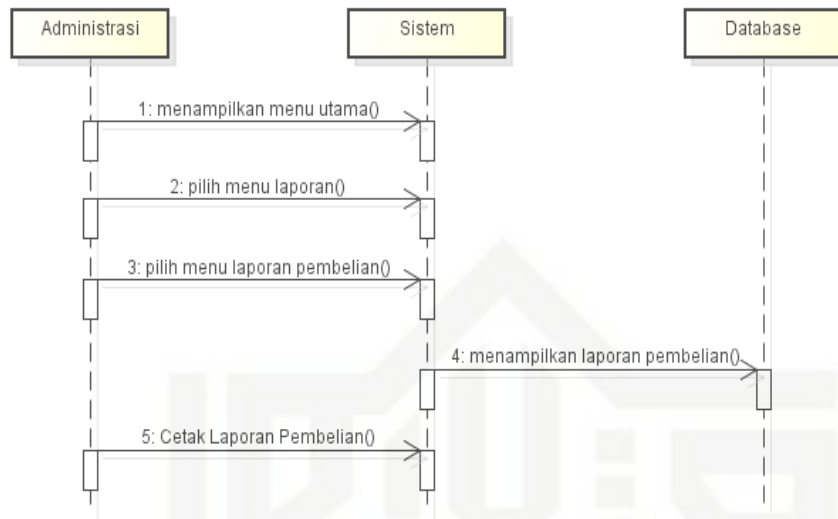 Administrasi
Sistem
Database
1: menampilkan menu utama()
2: pilih menu laporan()
3: pilih menu laporan pembelian()
4: menampilkan laporan pembelian()
5: Cetak Laporan Pembelian()